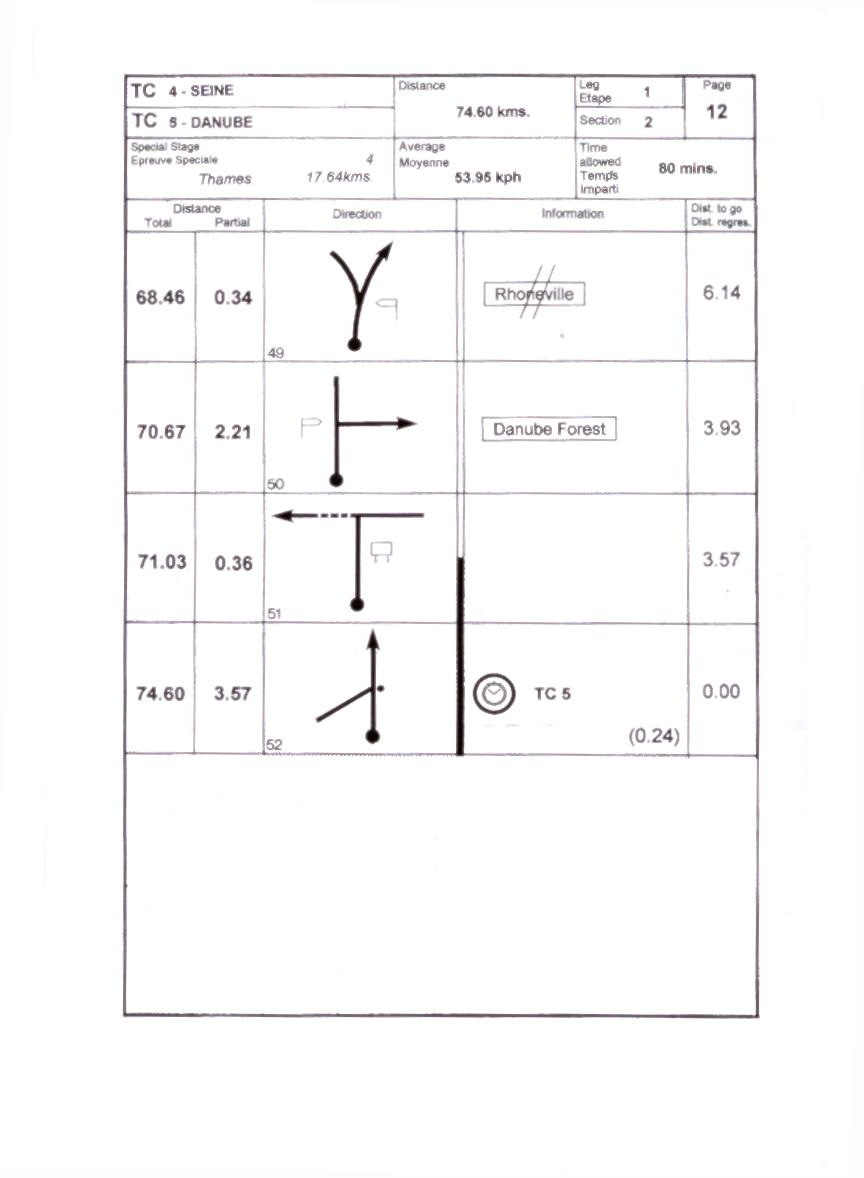 TC 4 - SEINE
TC 5 - DANUBE
Distance
74.60 kms.
Leg
Etape 1
Section 2
Page
12
Special Stage
Epreuve Speciale 4
Thames 17.64kms.
Average
Moyenne
53.95 kph
Time
allowed
Temps
Imparti
80 mins.
Distance
Total Partial
Direction
Information
Dist. to go
Dist. regres.
68.46 0.34 49 Rhoneville 6.14
70.67 2.21 50 Danube Forest 3.93
71.03 0.36 51 3.57
74.60 3.57 52 TC 5 (0.24) 0.00